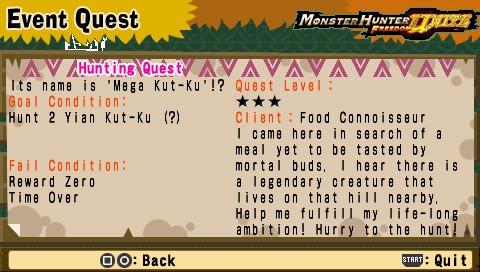 Event Quest
MONSTER HUNTER
FREEDOM UNITE
Hunting Quest
Its name is 'Mega Kut-Ku'!?
Goal Condition:
Hunt 2 Yian Kut-Ku (?)
Fail Condition:
Reward Zero
Time Over
Quest Level:
★★★
Client: Food Connoisseur
I came here in search of a
meal yet to be tasted by
mortal buds, I hear there is
a legendary creature that
lives on that hill nearby,
Help me fulfill my life-long
ambition! Hurry to the hunt!
: Back
START: Quit